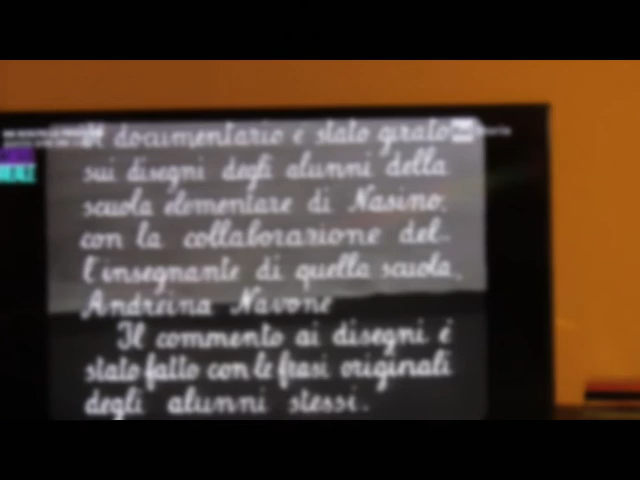 Il documentario è stato girato
sui disegni degli alunni della
scuola elementare di Nasino,
con la collaborazione del-
l'insegnante di quella scuola,
Andreina Navone
Il commento ai disegni è
stato fatto con le frasi originali
degli alunni stessi.